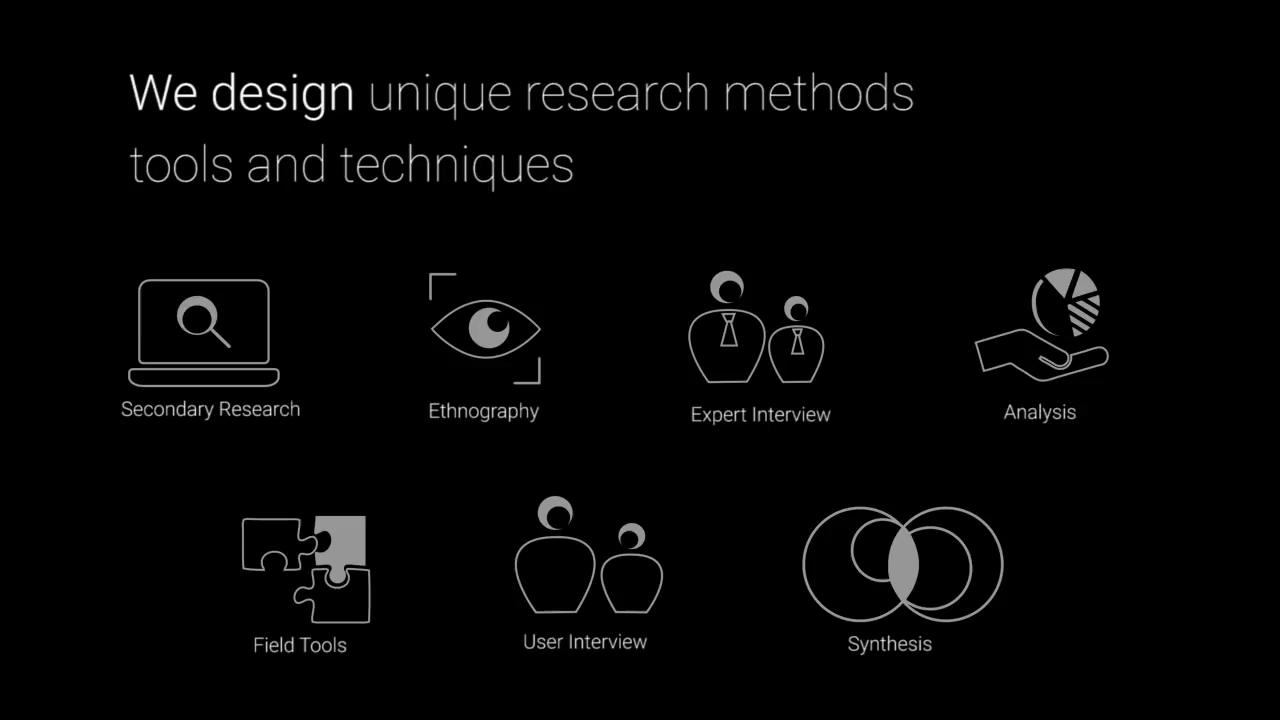 We design unique research methods
tools and techniques
Secondary Research
Ethnography
Expert Interview
Analysis
Field Tools
User Interview
Synthesis